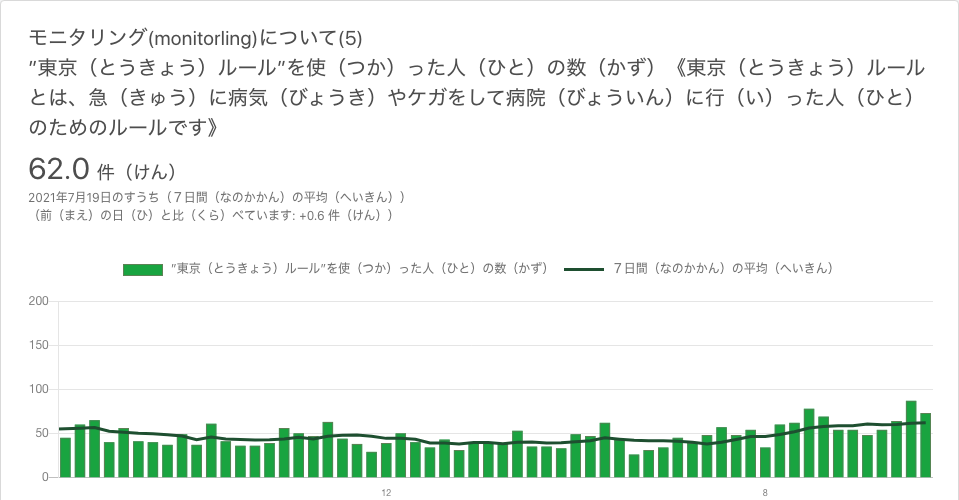 モニタリング(monitorling)について(5)
”東京（とうきょう）ルール”を使（つか）った人（ひと）の数（かず）《東京（とうきょう）ルール
とは、急（きゅう）に病気（びょうき）やケガをして病院（びょういん）に行（い）った人（ひと）
のためのルールです》
62.0 件（けん）
2021年7月19日のすうち（７日間（なのかかん）の平均（へいきん））
（前（まえ）の日（ひ）と比（くら）べています: +0.6 件（けん））
”東京（とうきょう）ルール”を使（つか）った人（ひと）の数（かず） ７日間（なのかかん）の平均（へいきん）
200
150
100
50
0
12 8